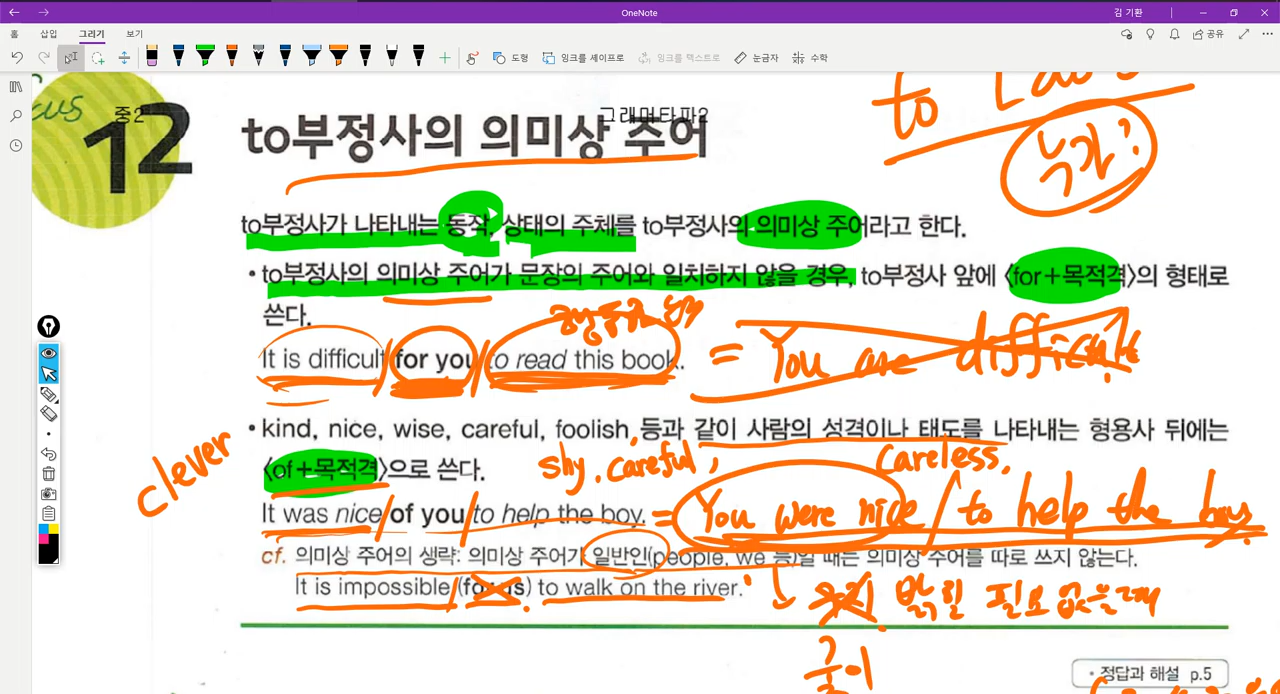 OneNote
김 기환
홈 삽입 그리기 보기
공유
도형 잉크를 셰이프로 잉크를 텍스트로 눈금자 수학
cus
중2
12
그래머타파2
to부정사의 의미상 주어
to
누가?
to부정사가 나타내는 동작, 상태의 주체를 to부정사의 의미상 주어라고 한다.
• to부정사의 의미상 주어가 문장의 주어와 일치하지 않을 경우, to부정사 앞에 〈for+목적격〉의 형태로
쓴다.
It is difficult / for you / to read this book. = You are difficult
• kind, nice, wise, careful, foolish 등과 같이 사람의 성격이나 태도를 나타내는 형용사 뒤에는
clever
〈of+목적격〉으로 쓴다. shy, careful, careless,
It was nice / of you / to help the boy. = You were nice / to help the boy.
cf. 의미상 주어의 생략: 의미상 주어가 일반인(people, we 등)일 때는 의미상 주어를 따로 쓰지 않는다.
It is impossible / (for us) to walk on the river.
밝힐 필요 없을 때
굳이
• 정답과 해설 p.5